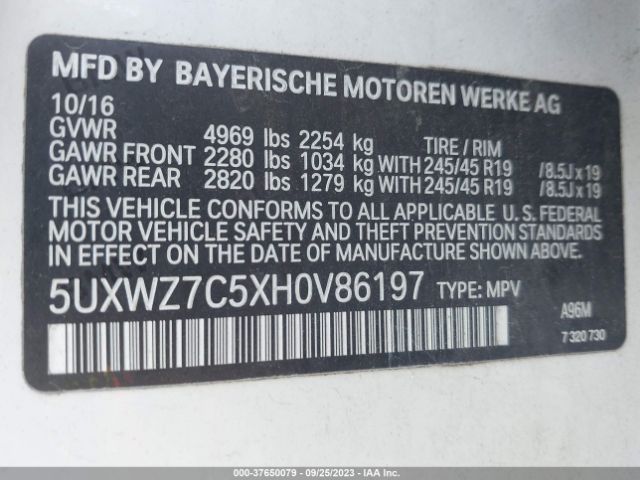 MFD BY BAYERISCHE MOTOREN WERKE AG
10/16
GVWR 4969 lbs 2254 kg TIRE / RIM
GAWR FRONT 2280 lbs 1034 kg WITH 245/45 R19 / 8.5J x 19
GAWR REAR 2820 lbs 1279 kg WITH 245/45 R19 / 8.5J x 19
THIS VEHICLE CONFORMS TO ALL APPLICABLE U. S. FEDERAL
MOTOR VEHICLE SAFETY AND THEFT PREVENTION STANDARDS
IN EFFECT ON THE DATE OF MANUFACTURE SHOWN ABOVE.
5UXWZ7C5XH0V86197 TYPE: MPV
A96M
7 320 730
000-37650079 - 09/25/2023 - IAA Inc.